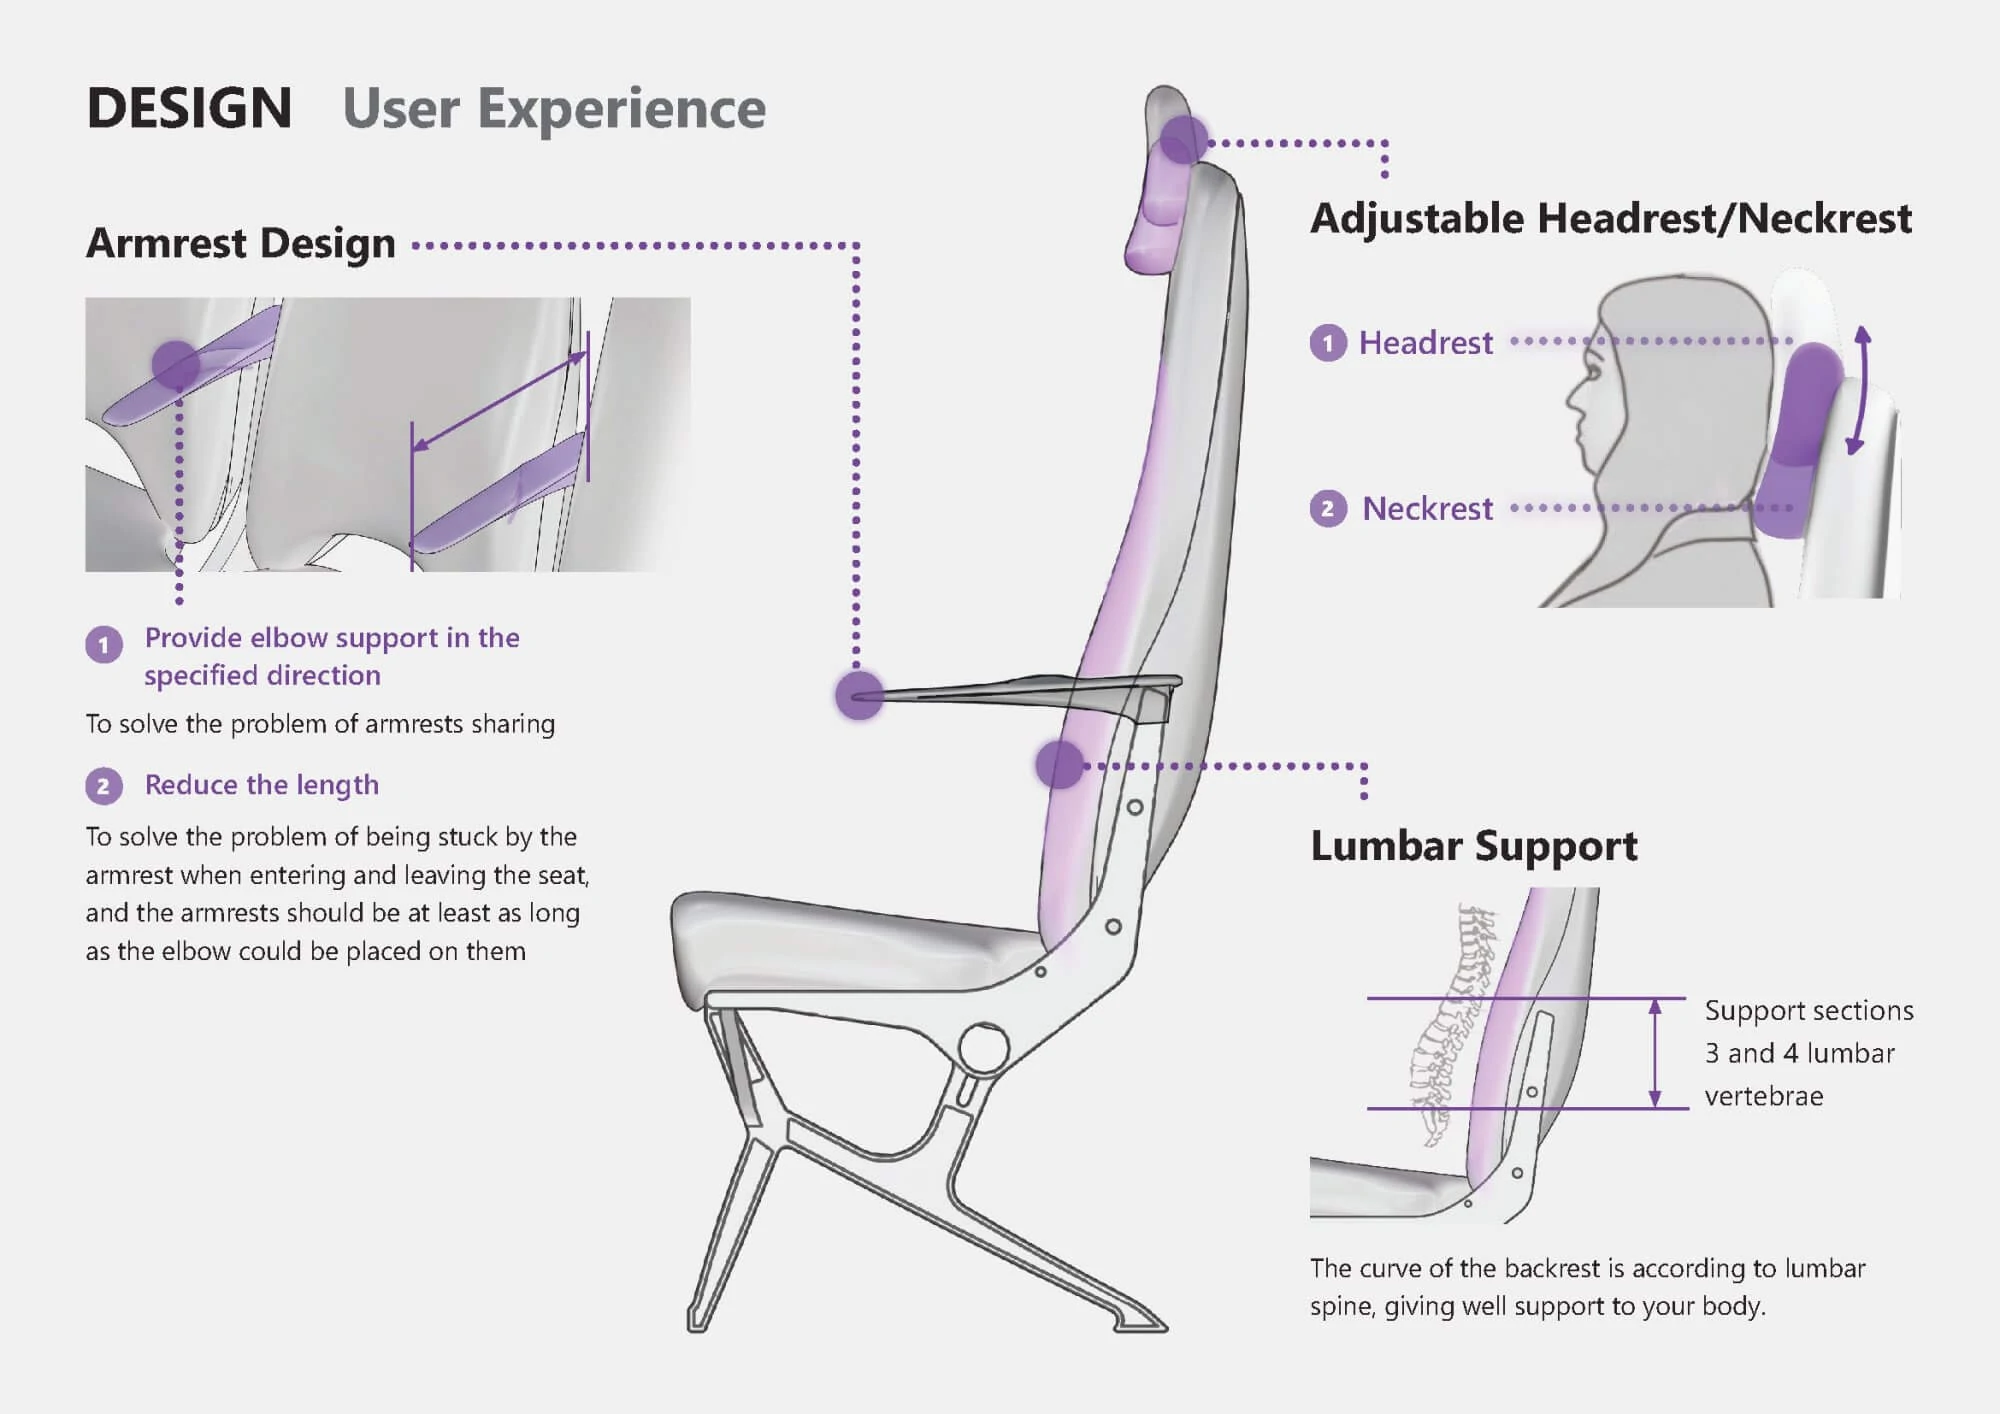 DESIGN User Experience
Armrest Design
1 Provide elbow support in the
specified direction
To solve the problem of armrests sharing
2 Reduce the length
To solve the problem of being stuck by the
armrest when entering and leaving the seat,
and the armrests should be at least as long
as the elbow could be placed on them
Adjustable Headrest/Neckrest
1 Headrest
2 Neckrest
Lumbar Support
Support sections
3 and 4 lumbar
vertebrae
The curve of the backrest is according to lumbar
spine, giving well support to your body.